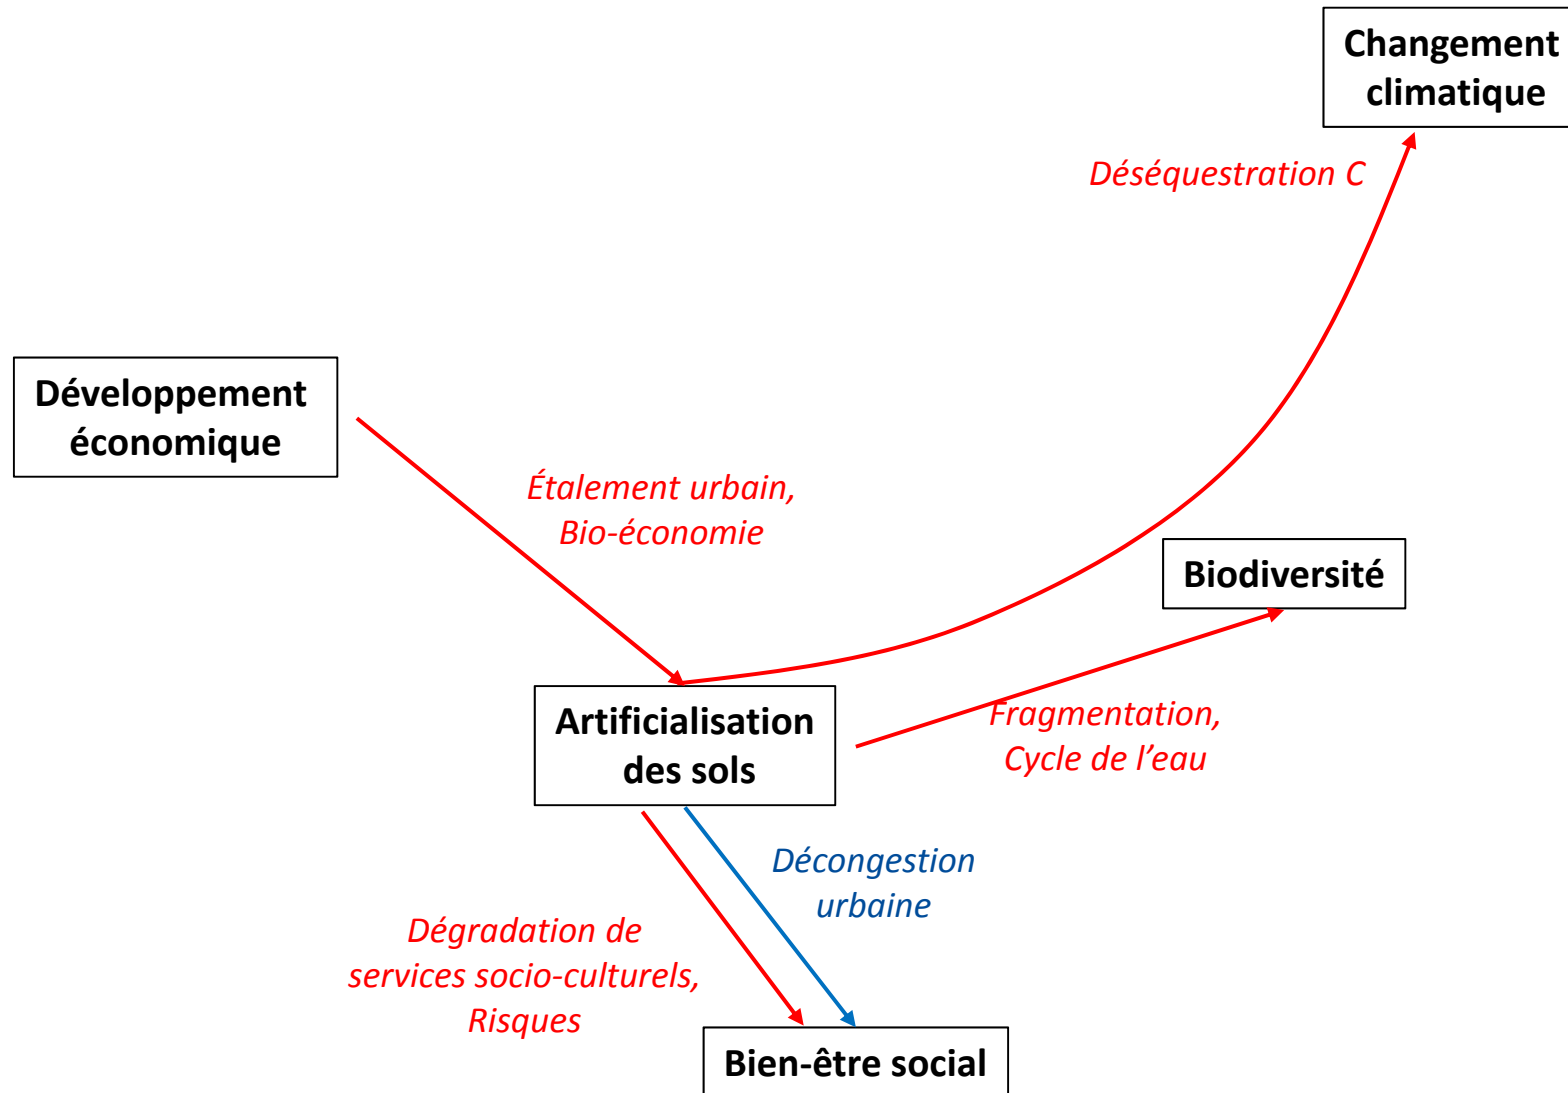 Changement
climatique
Déséquestration C
Développement
économique
Étalement urbain,
Bio-économie
Biodiversité
Artificialisation
des sols
Fragmentation,
Cycle de l’eau
Décongestion
urbaine
Dégradation de
services socio-culturels,
Risques
Bien-être social